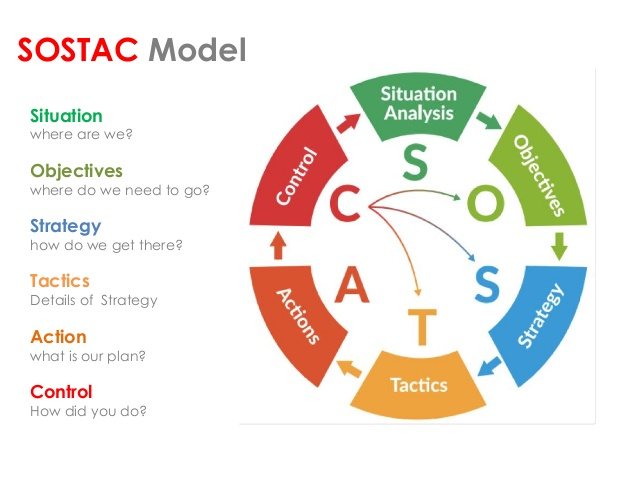 SOSTAC Model
Situation
where are we?
Objectives
where do we need to go?
Strategy
how do we get there?
Tactics
Details of Strategy
Action
what is our plan?
Control
How did you do?
Situation
Analysis
Objectives
Strategy
Tactics
Actions
Control
S
O
S
T
A
C